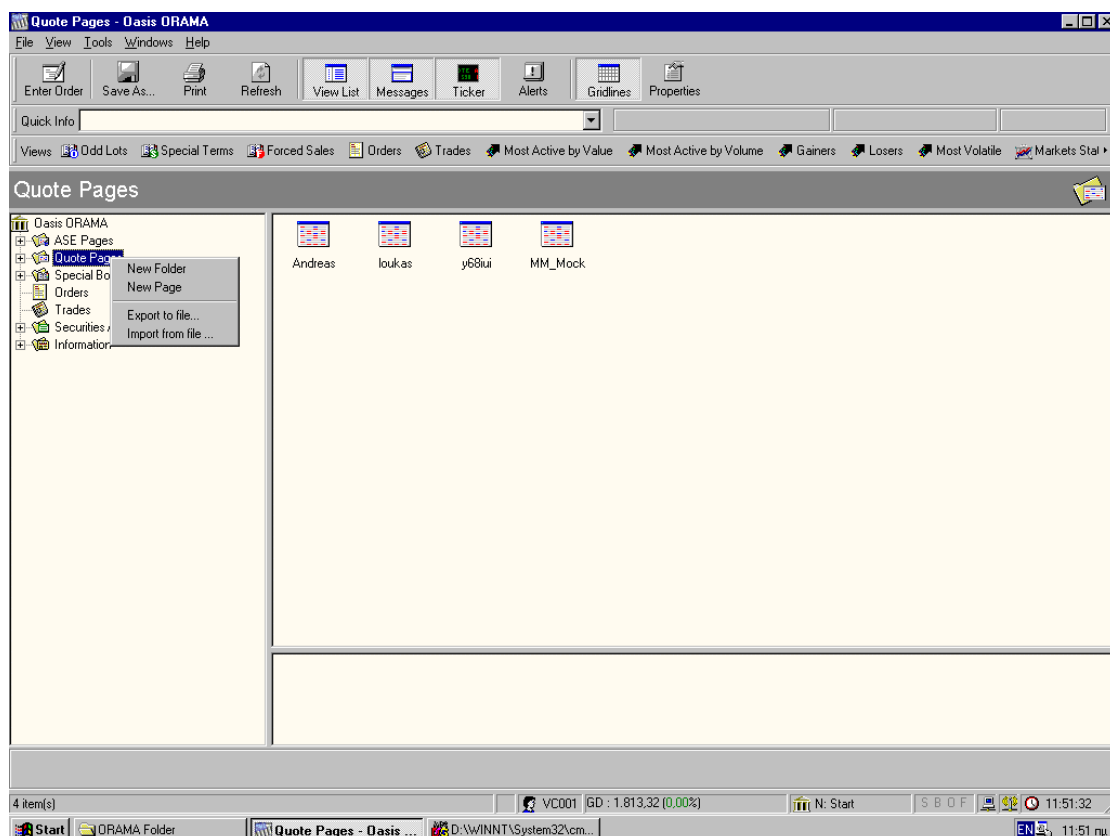 Quote Pages - Oasis ORAMA
File View Tools Windows Help
Enter Order Save As... Print Refresh View List Messages Ticker Alerts Gridlines Properties
Quick Info
Views Odd Lots Special Terms Forced Sales Orders Trades Most Active by Value Most Active by Volume Gainers Losers Most Volatile Markets Stat
Quote Pages
Oasis ORAMA
ASE Pages
Quote Pages
Special Bo
Orders
Trades
Securities
Information
New Folder
New Page
Export to file...
Import from file ...
Andreas loukas y68iui MM_Mock
4 item(s) VC001 GD : 1.813,32 (0,00%) N: Start S B O F 11:51:32
Start ORAMA Folder Quote Pages - Oasis ... D:\WINNT\System32\cm... EN 11:51 πμ